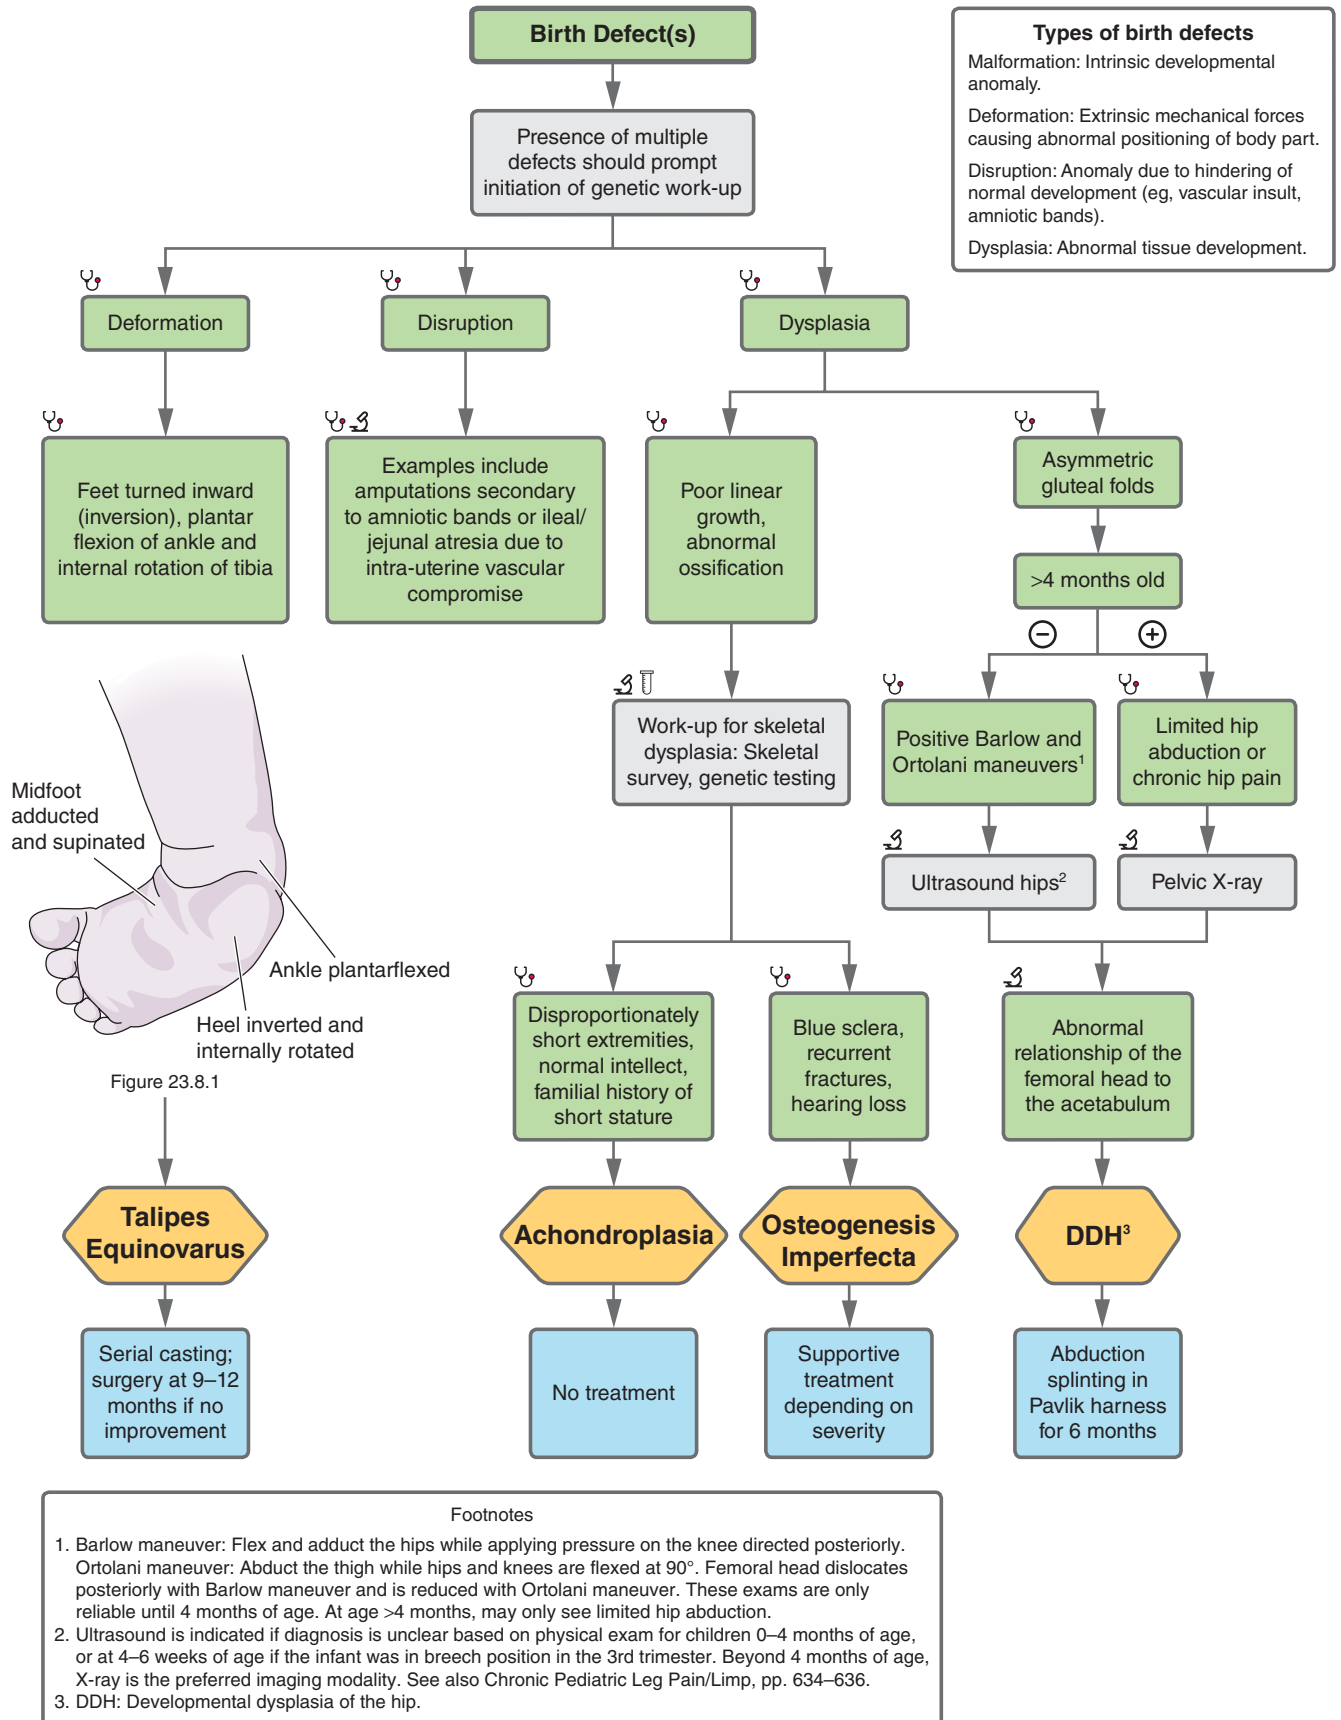 Birth Defect(s)
Types of birth defects
Malformation: Intrinsic developmental
anomaly.
Deformation: Extrinsic mechanical forces
causing abnormal positioning of body part.
Disruption: Anomaly due to hindering of
normal development (eg, vascular insult,
amniotic bands).
Dysplasia: Abnormal tissue development.
Presence of multiple
defects should prompt
initiation of genetic work-up
Deformation
Disruption
Dysplasia
Feet turned inward
(inversion), plantar
flexion of ankle and
internal rotation of tibia
Examples include
amputations secondary
to amniotic bands or ileal/
jejunal atresia due to
intra-uterine vascular
compromise
Poor linear
growth,
abnormal
ossification
Asymmetric
gluteal folds
>4 months old
−
+
Work-up for skeletal
dysplasia: Skeletal
survey, genetic testing
Positive Barlow and
Ortolani maneuvers¹
Limited hip
abduction or
chronic hip pain
Ultrasound hips²
Pelvic X-ray
Midfoot
adducted
and supinated
Ankle plantarflexed
Heel inverted and
internally rotated
Figure 23.8.1
Disproportionately
short extremities,
normal intellect,
familial history of
short stature
Blue sclera,
recurrent
fractures,
hearing loss
Abnormal
relationship of the
femoral head to
the acetabulum
Talipes
Equinovarus
Achondroplasia
Osteogenesis
Imperfecta
DDH³
Serial casting;
surgery at 9–12
months if no
improvement
No treatment
Supportive
treatment
depending on
severity
Abduction
splinting in
Pavlik harness
for 6 months
Footnotes
1. Barlow maneuver: Flex and adduct the hips while applying pressure on the knee directed posteriorly.
Ortolani maneuver: Abduct the thigh while hips and knees are flexed at 90°. Femoral head dislocates
posteriorly with Barlow maneuver and is reduced with Ortolani maneuver. These exams are only
reliable until 4 months of age. At age >4 months, may only see limited hip abduction.
2. Ultrasound is indicated if diagnosis is unclear based on physical exam for children 0–4 months of age,
or at 4–6 weeks of age if the infant was in breech position in the 3rd trimester. Beyond 4 months of age,
X-ray is the preferred imaging modality. See also Chronic Pediatric Leg Pain/Limp, pp. 634–636.
3. DDH: Developmental dysplasia of the hip.